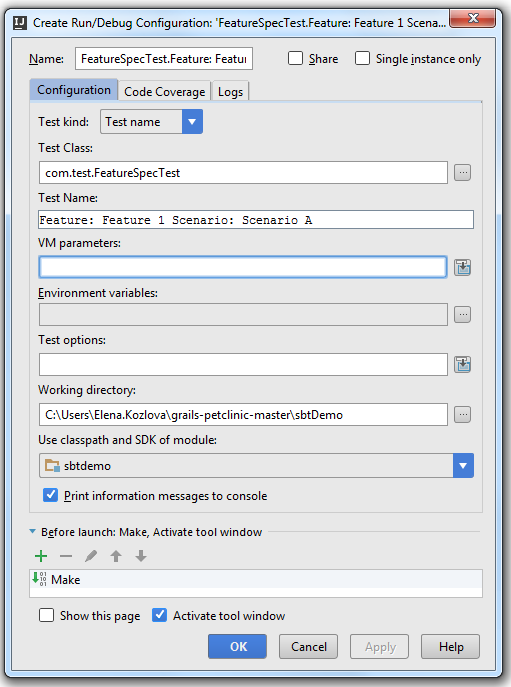 IJ Create Run/Debug Configuration: 'FeatureSpecTest.Feature: Feature 1 Scena...
Name: FeatureSpecTest.Feature: Featur Share Single instance only
Configuration Code Coverage Logs
Test kind: Test name
Test Class:
com.test.FeatureSpecTest ...
Test Name:
Feature: Feature 1 Scenario: Scenario A
VM parameters:
Environment variables:
...
Test options:
Working directory:
C:\Users\Elena.Kozlova\grails-petclinic-master\sbtDemo ...
Use classpath and SDK of module:
sbtdemo
Print information messages to console
Before launch: Make, Activate tool window
Make
Show this page Activate tool window
OK Cancel Apply Help